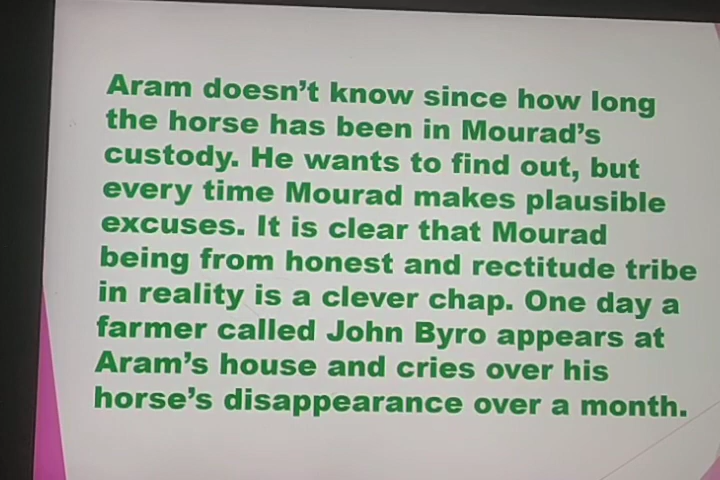 Aram doesn't know since how long
the horse has been in Mourad's
custody. He wants to find out, but
every time Mourad makes plausible
excuses. It is clear that Mourad
being from honest and rectitude tribe
in reality is a clever chap. One day a
farmer called John Byro appears at
Aram's house and cries over his
horse's disappearance over a month.